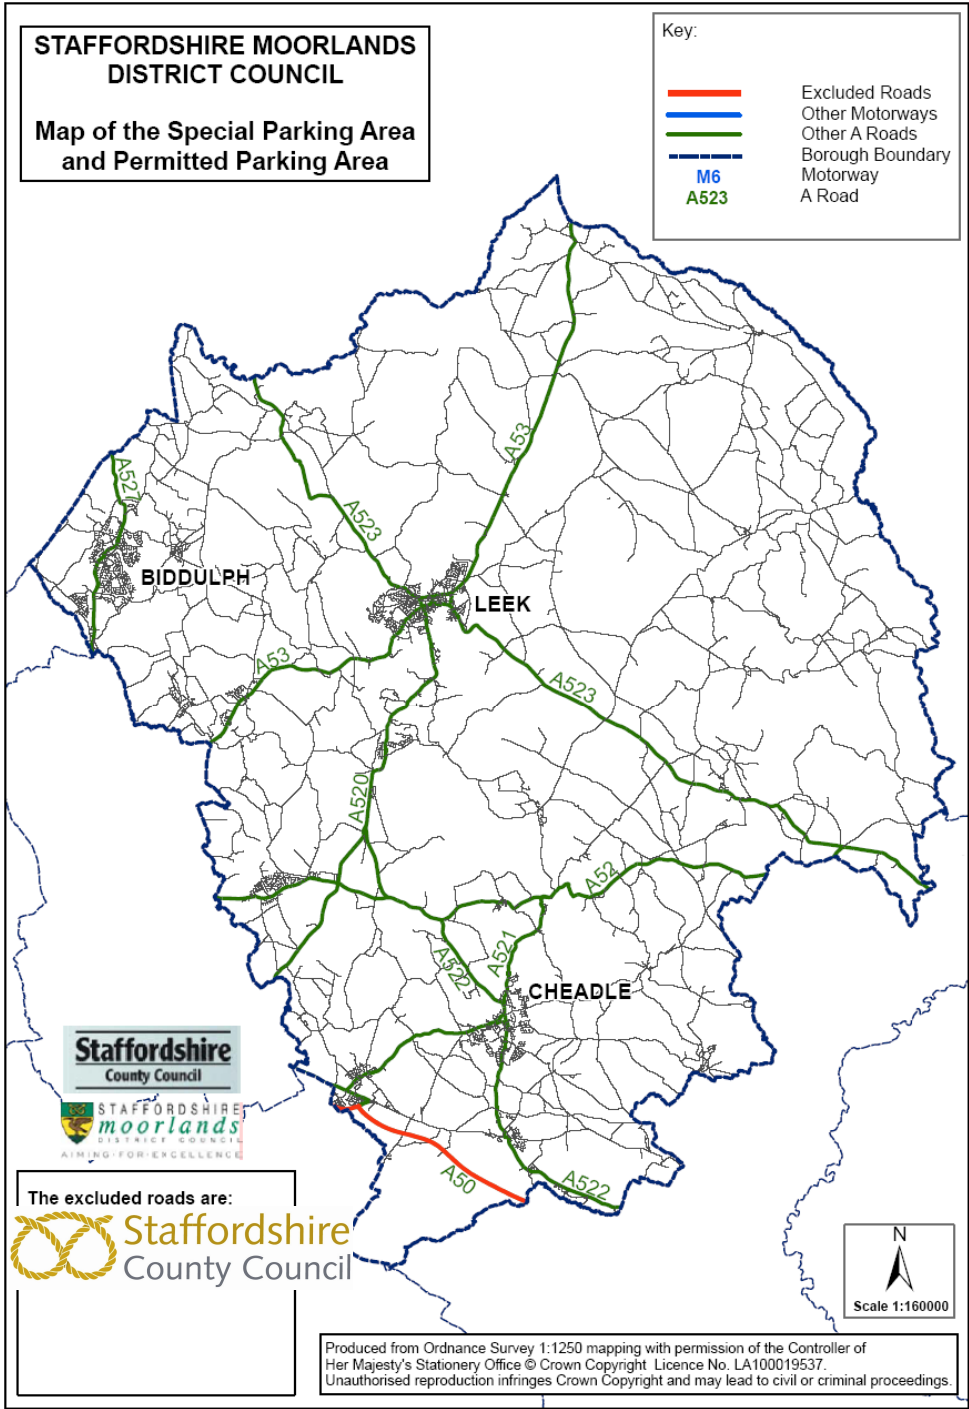 STAFFORDSHIRE MOORLANDS
DISTRICT COUNCIL
Map of the Special Parking Area
and Permitted Parking Area
Key:
Excluded Roads
Other Motorways
Other A Roads
Borough Boundary
M6 Motorway
A523 A Road
A53
A527
A523
BIDDULPH
LEEK
A53
A523
A520
A52
A521
A522
CHEADLE
Staffordshire
County Council
STAFFORDSHIRE
moorlands
DISTRICT COUNCIL
AIMING·FOR·EXCELLENCE
A50
A522
The excluded roads are:
Staffordshire
County Council
N
Scale 1:160000
Produced from Ordnance Survey 1:1250 mapping with permission of the Controller of
Her Majesty's Stationery Office © Crown Copyright Licence No. LA100019537.
Unauthorised reproduction infringes Crown Copyright and may lead to civil or criminal proceedings.